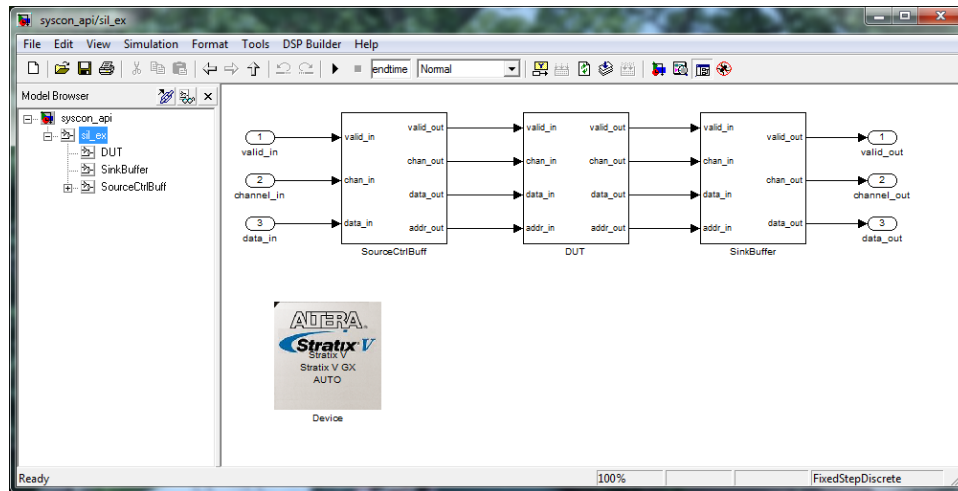 syscon_api/sil_ex
File Edit View Simulation Format Tools DSP Builder Help
endtime Normal
Model Browser
syscon_api
sil_ex
DUT
SinkBuffer
SourceCtrlBuff
1 valid_in valid_out valid_in valid_out valid_in valid_out 1
valid_in valid_out
chan_out chan_in chan_out chan_in
2 chan_in chan_out 2
channel_in data_out data_in data_out data_in channel_out
3 data_in addr_out addr_in addr_out addr_in data_out 3
data_in data_out
SourceCtrlBuff DUT SinkBuffer
ALTERA.
Stratix V
Stratix V
Stratix V GX
AUTO
Device
Ready 100% FixedStepDiscrete